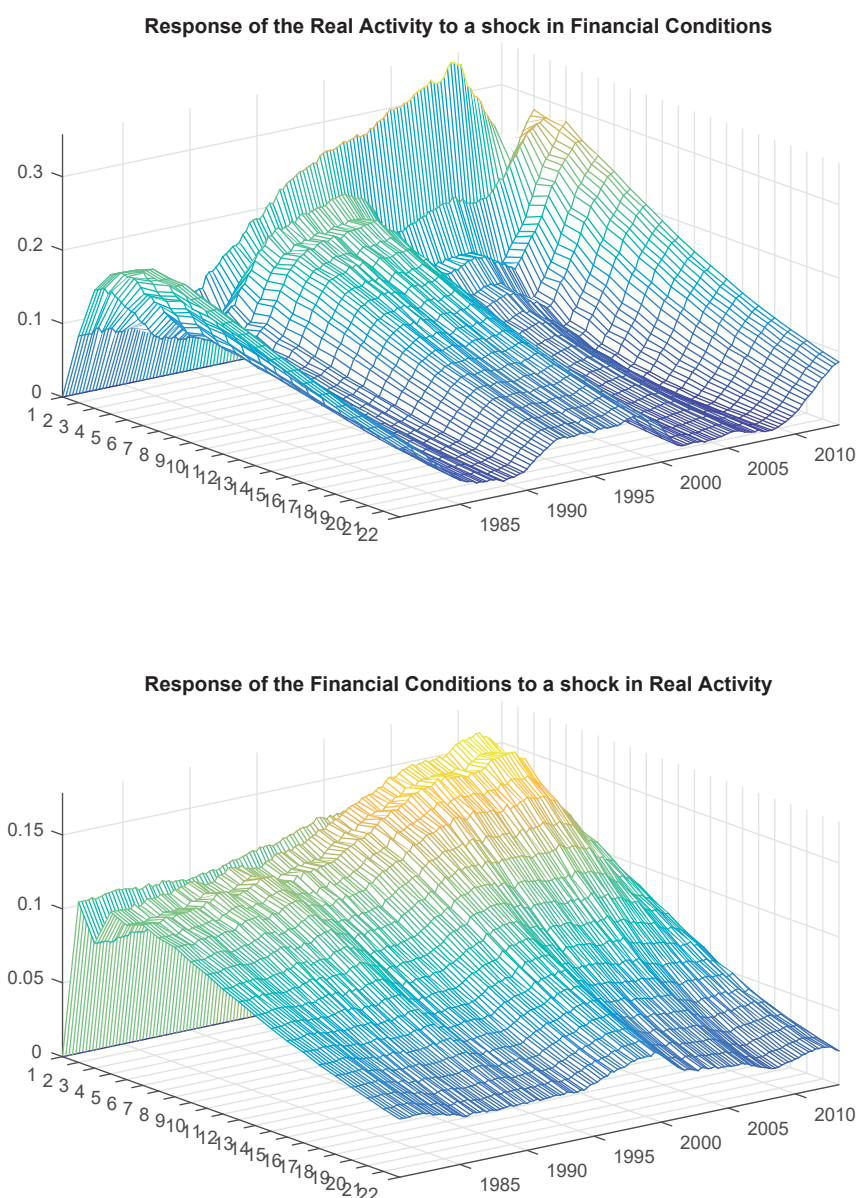 Response of the Real Activity to a shock in Financial Conditions
0.3
0.2
0.1
0
1 2 3 4 5 6 7 8 9 10 11 12 13 14 15 16 17 18 19 20 21 22
1985 1990 1995 2000 2005 2010
Response of the Financial Conditions to a shock in Real Activity
0.15
0.1
0.05
0
1 2 3 4 5 6 7 8 9 10 11 12 13 14 15 16 17 18 19 20 21 22
1985 1990 1995 2000 2005 2010